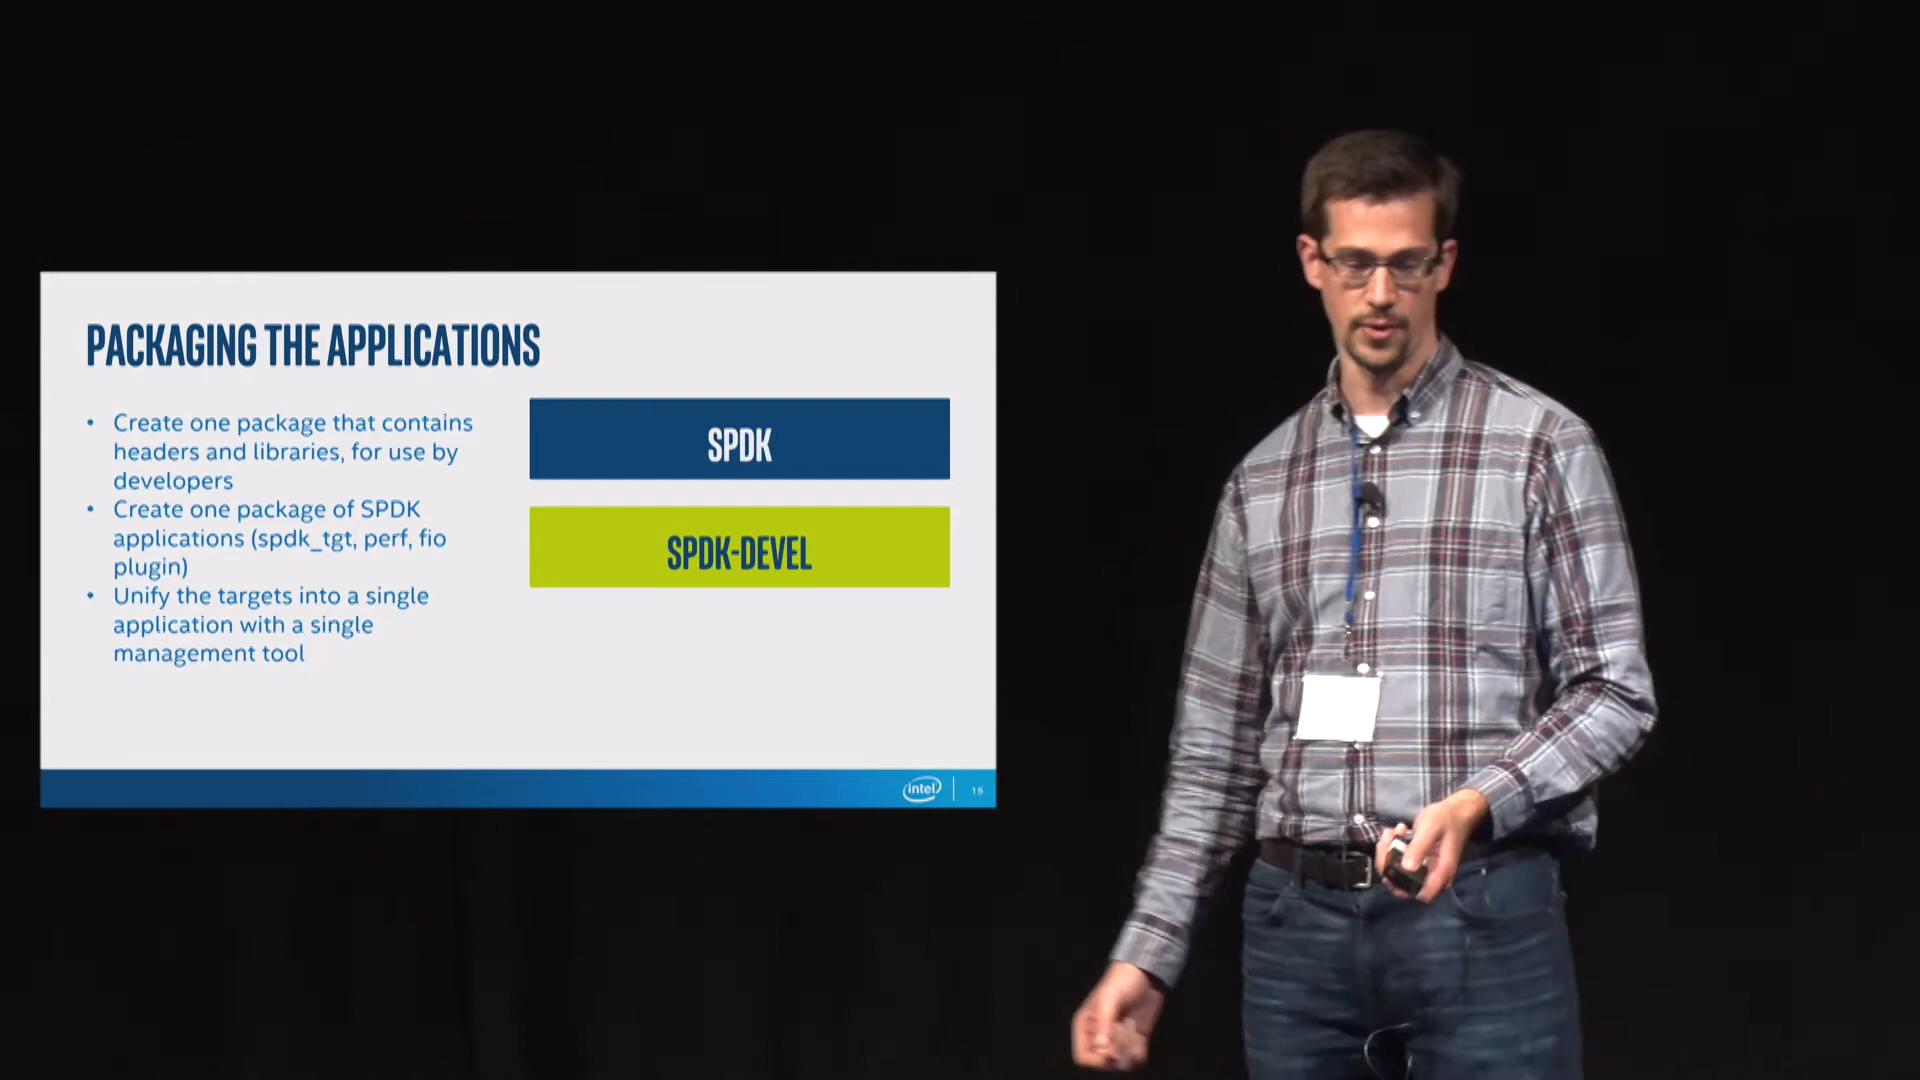 PACKAGING THE APPLICATIONS
• Create one package that contains
headers and libraries, for use by
developers
• Create one package of SPDK
applications (spdk_tgt, perf, fio
plugin)
• Unify the targets into a single
application with a single
management tool
SPDK
SPDK-DEVEL
intel
15